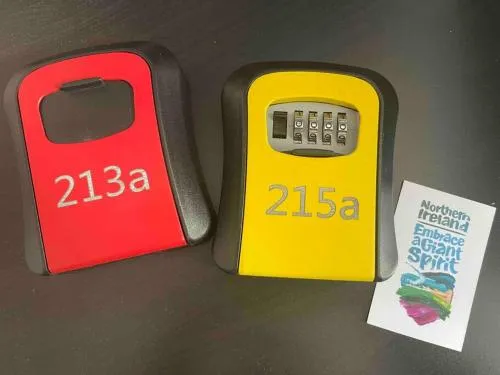 213a
215a
Northern
Ireland
Embrace
a Giant
Spirit